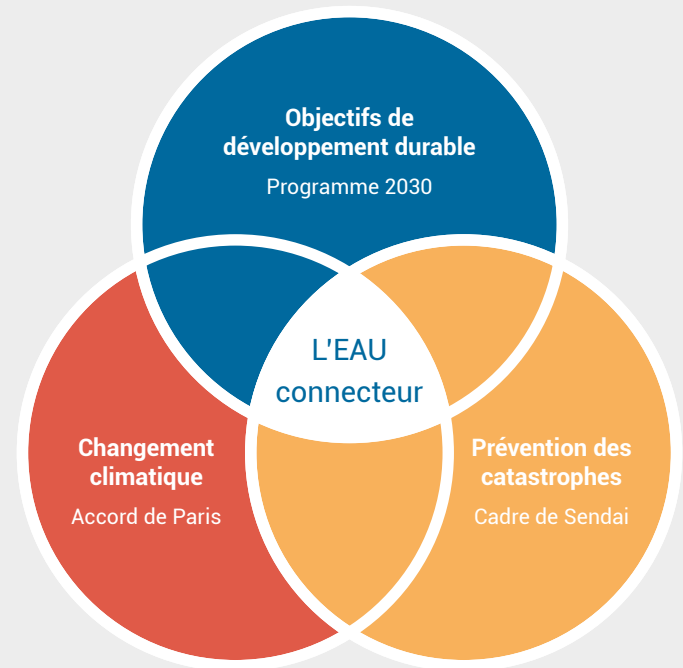 Objectifs de
développement durable
Programme 2030
L'EAU
connecteur
Changement
climatique
Accord de Paris
Prévention des
catastrophes
Cadre de Sendai